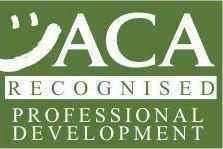 ACA
RECOGNISED
PROFESSIONAL
DEVELOPMENT